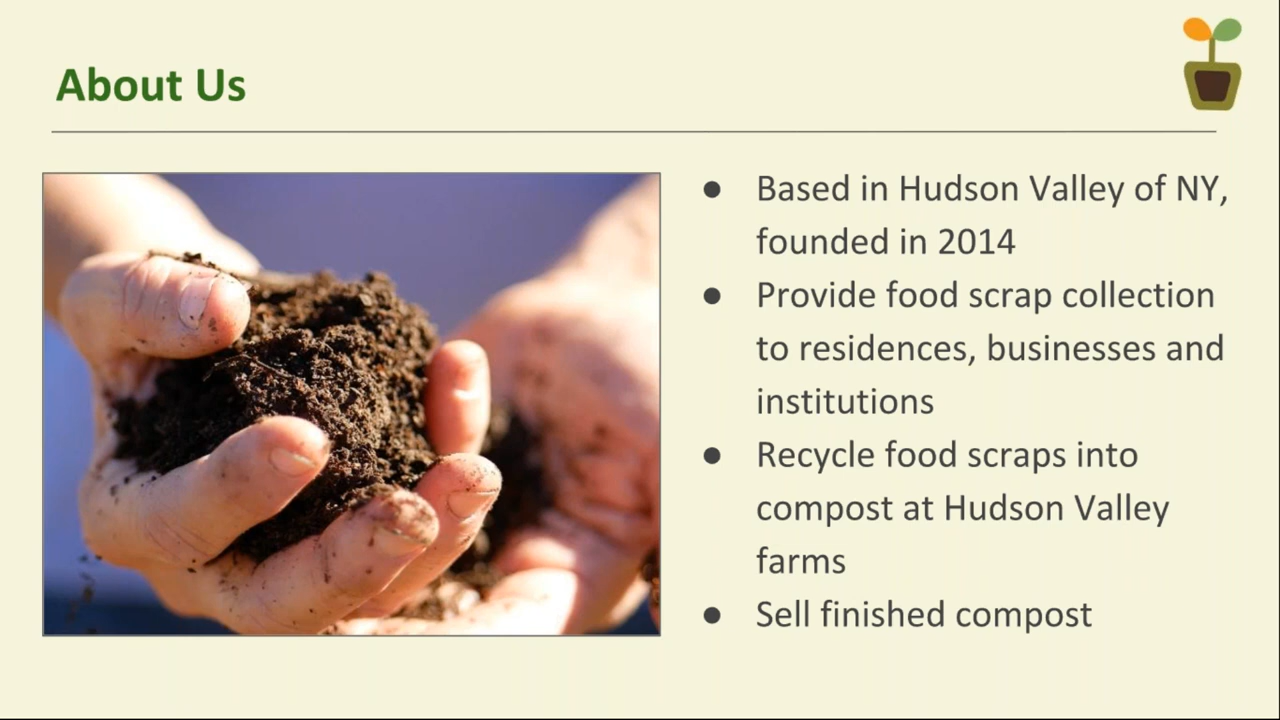 About Us
● Based in Hudson Valley of NY,
founded in 2014
● Provide food scrap collection
to residences, businesses and
institutions
● Recycle food scraps into
compost at Hudson Valley
farms
● Sell finished compost